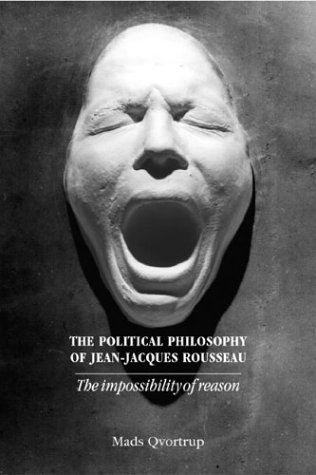 THE POLITICAL PHILOSOPHY
OF JEAN-JACQUES ROUSSEAU
The impossibility of reason
Mads Qvortrup